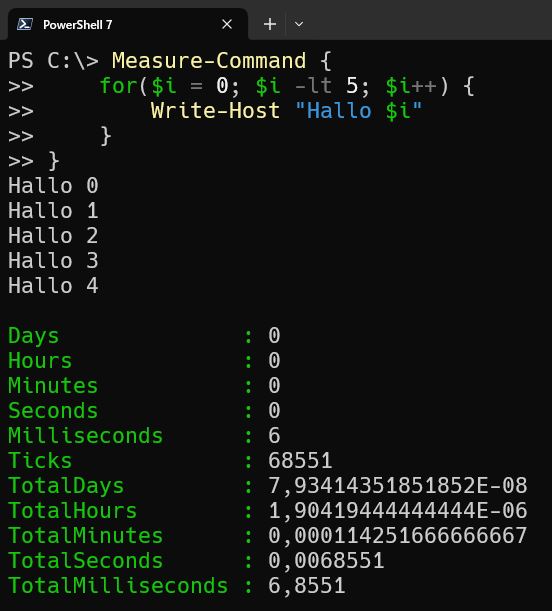 PowerShell 7
PS C:\> Measure-Command {
>>     for($i = 0; $i -lt 5; $i++) {
>>         Write-Host "Hallo $i"
>>     }
>> }
Hallo 0
Hallo 1
Hallo 2
Hallo 3
Hallo 4
Days              : 0
Hours             : 0
Minutes           : 0
Seconds           : 0
Milliseconds      : 6
Ticks             : 68551
TotalDays         : 7,93414351851852E-08
TotalHours        : 1,90419444444444E-06
TotalMinutes      : 0,000114251666666667
TotalSeconds      : 0,0068551
TotalMilliseconds : 6,8551